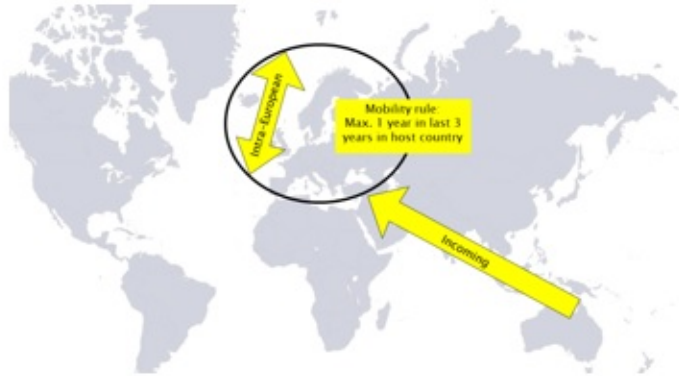 Intra-European
Mobility rule:
Max. 1 year in last 3
years in host country
Incoming